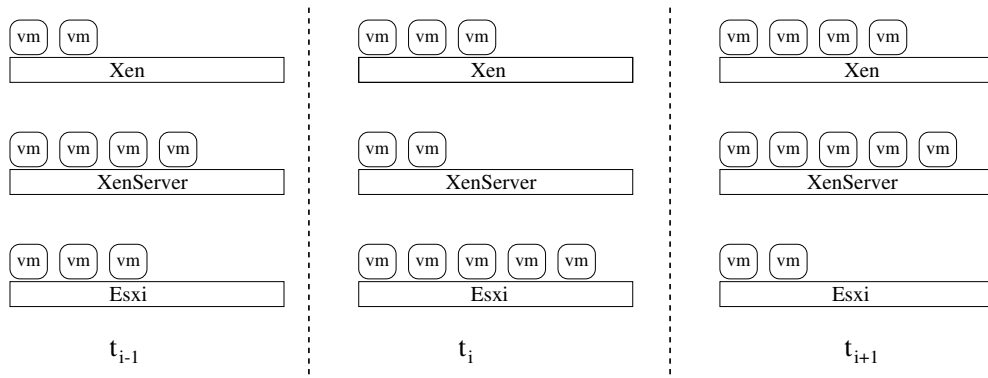 vm vm
Xen
vm vm vm vm
XenServer
vm vm vm
Esxi
t_{i-1}
vm vm vm
Xen
vm vm
XenServer
vm vm vm vm vm
Esxi
t_i
vm vm vm vm
Xen
vm vm vm vm vm
XenServer
vm vm
Esxi
t_{i+1}